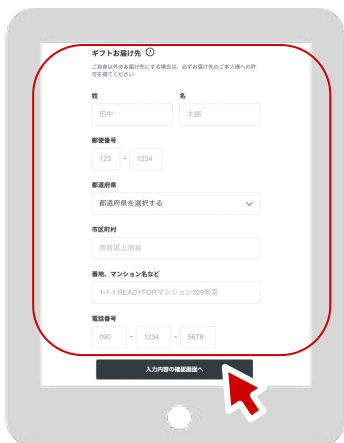 ギフトお届け先 ?
ご自身以外のお届け先にする場合は、必ずお届け先のご本人様への許
可を得てください
姓 名
田中 太郎
郵便番号
123 - 1234
都道府県
都道府県を選択する
市区町村
渋谷区上渋谷
番地、マンション名など
1-1-1 READYFORマンション329号室
電話番号
090 - 1234 - 5678
入力内容の確認画面へ